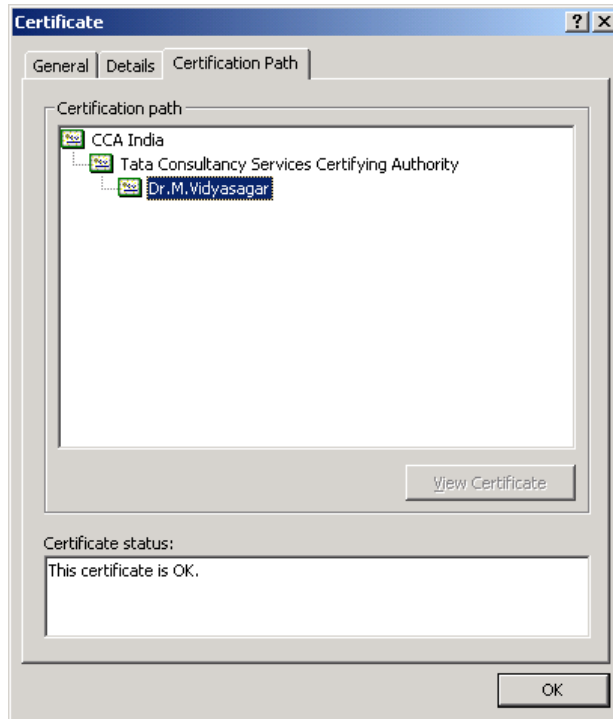 Certificate
General Details Certification Path
Certification path
CCA India
Tata Consultancy Services Certifying Authority
Dr.M.Vidyasagar
View Certificate
Certificate status:
This certificate is OK.
OK